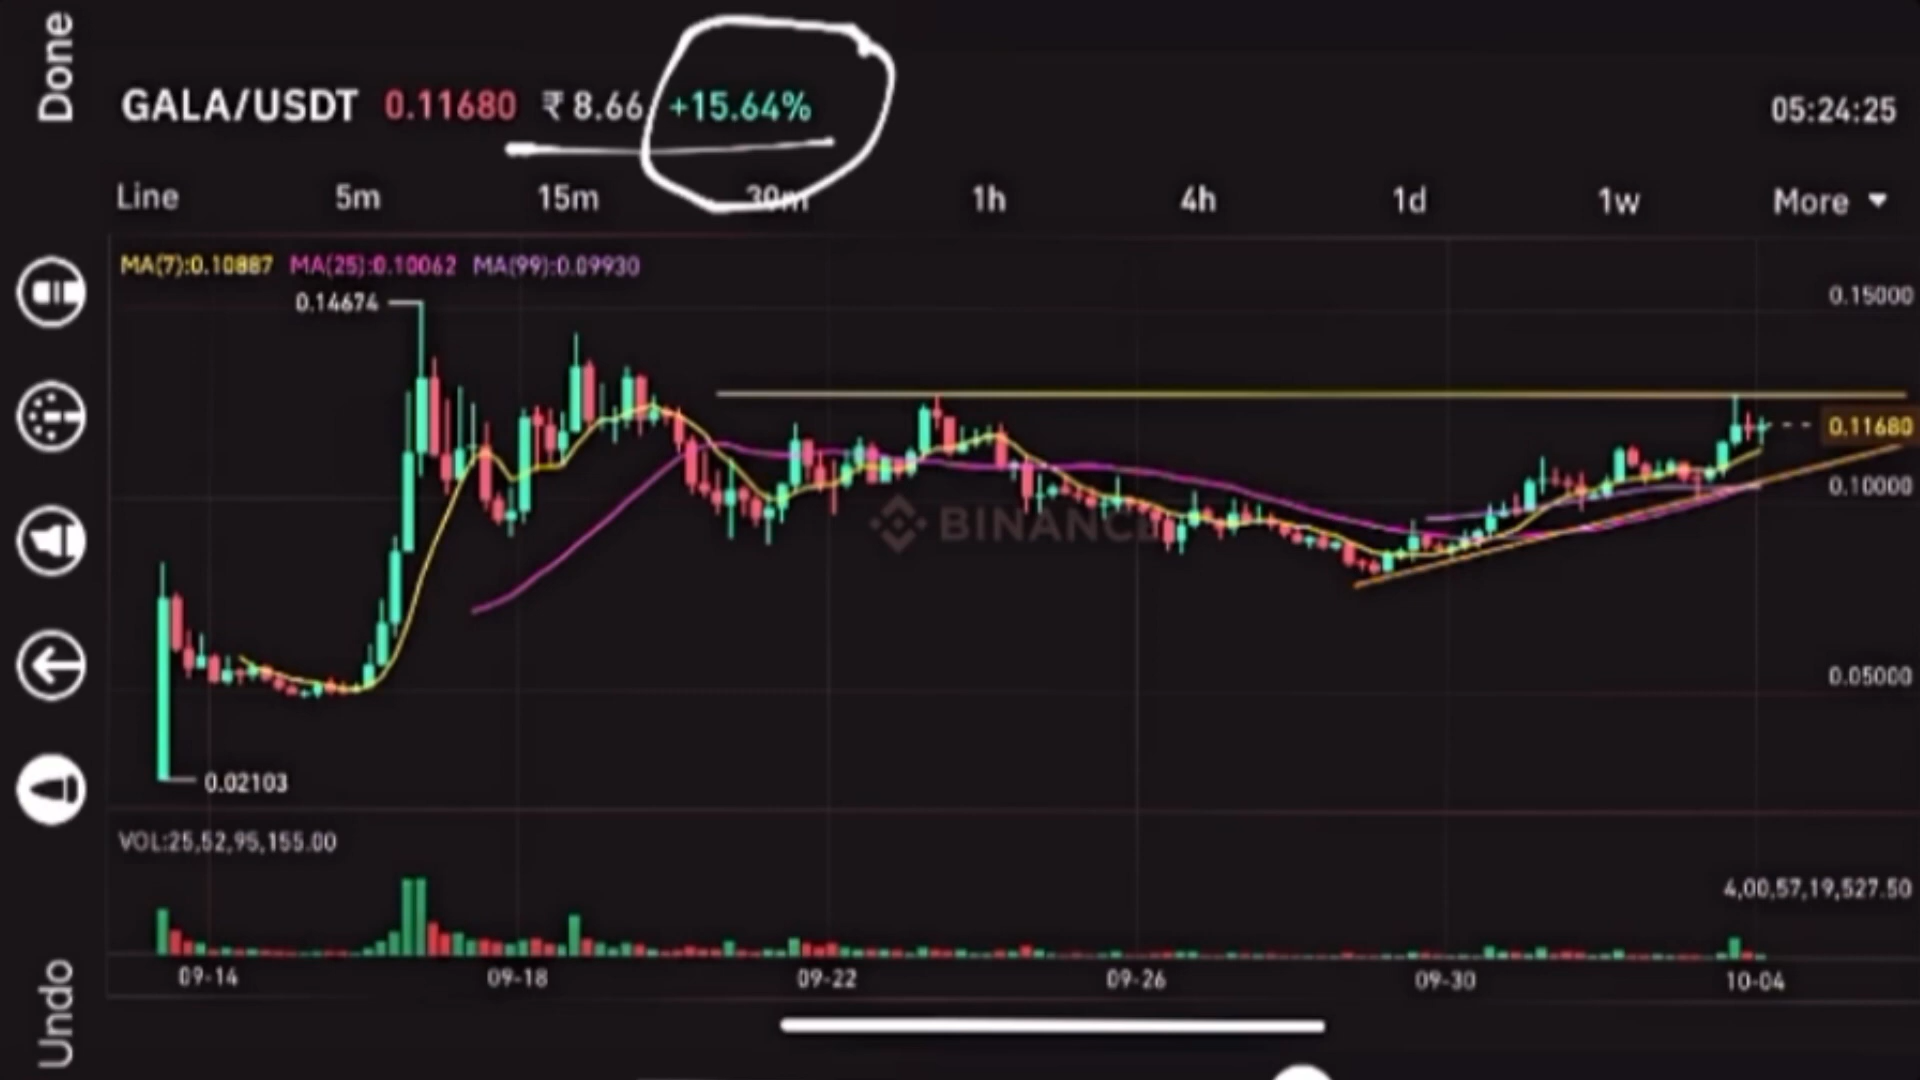 Done
GALA/USDT 0.11680 ₹8.66 +15.64% 05:24:25
Line 5m 15m 30m 1h 4h 1d 1w More
MA(7):0.10887 MA(25):0.10062 MA(99):0.09930
0.14674
0.15000
0.11680
0.10000
BINANCE
0.05000
0.02103
VOL:25,52,95,155.00
4,00,57,19,527.50
09-14 09-18 09-22 09-26 09-30 10-04
Undo